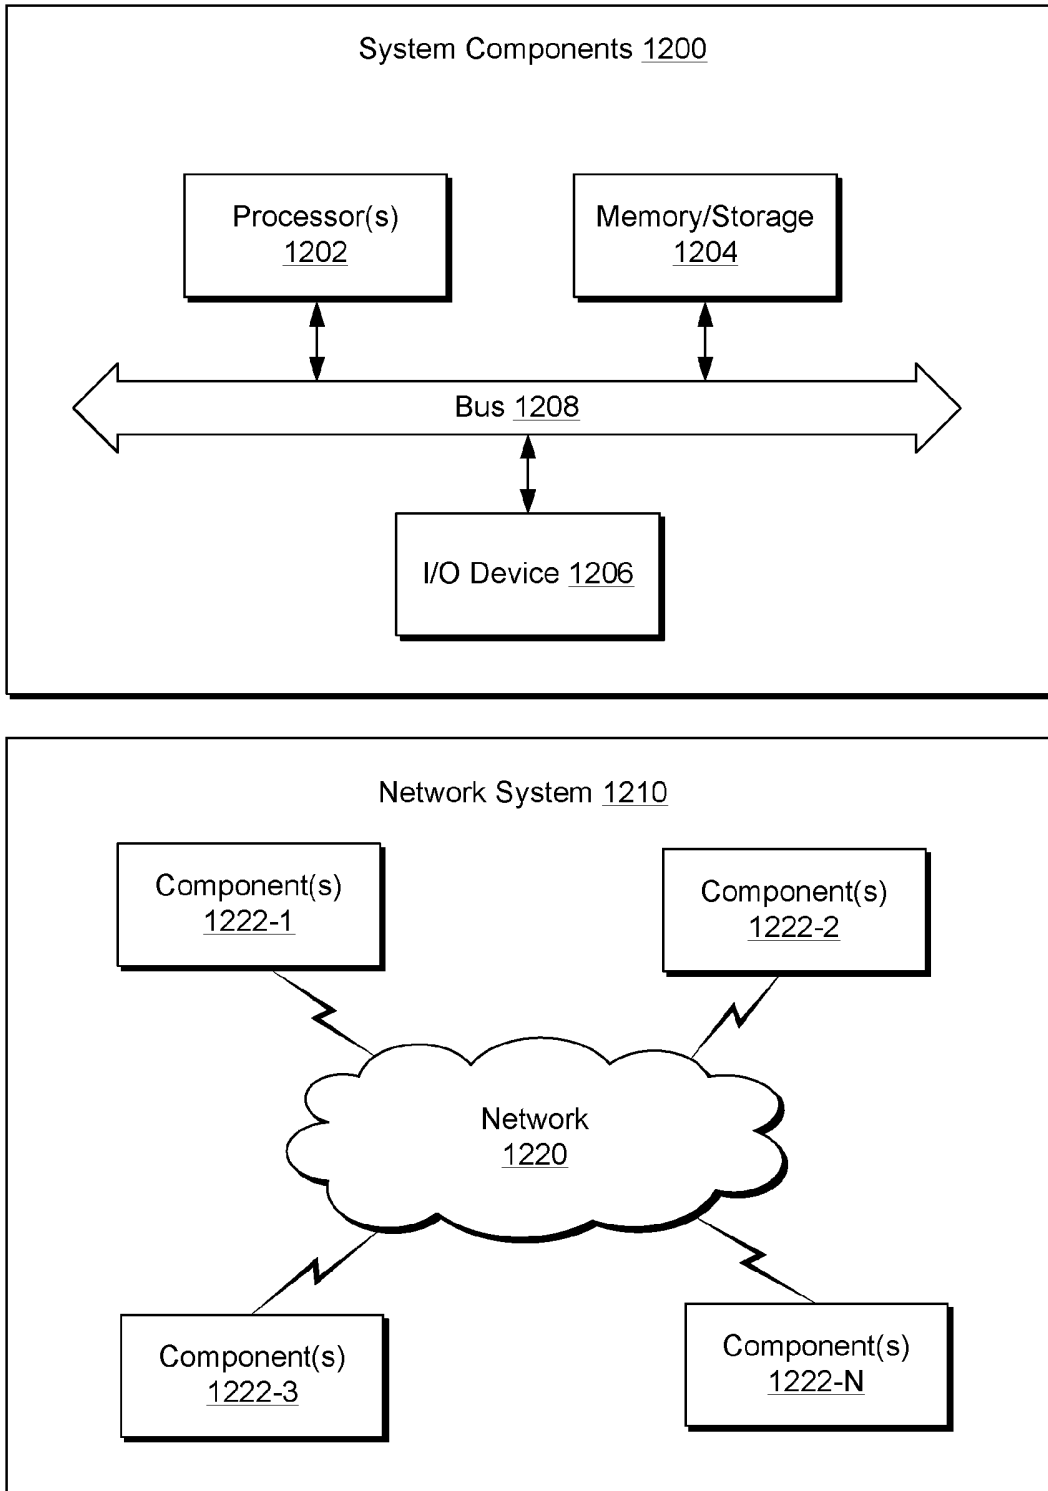 System Components 1200
Processor(s)
1202
Memory/Storage
1204
Bus 1208
I/O Device 1206
Network System 1210
Component(s)
1222-1
Component(s)
1222-2
Network
1220
Component(s)
1222-3
Component(s)
1222-N